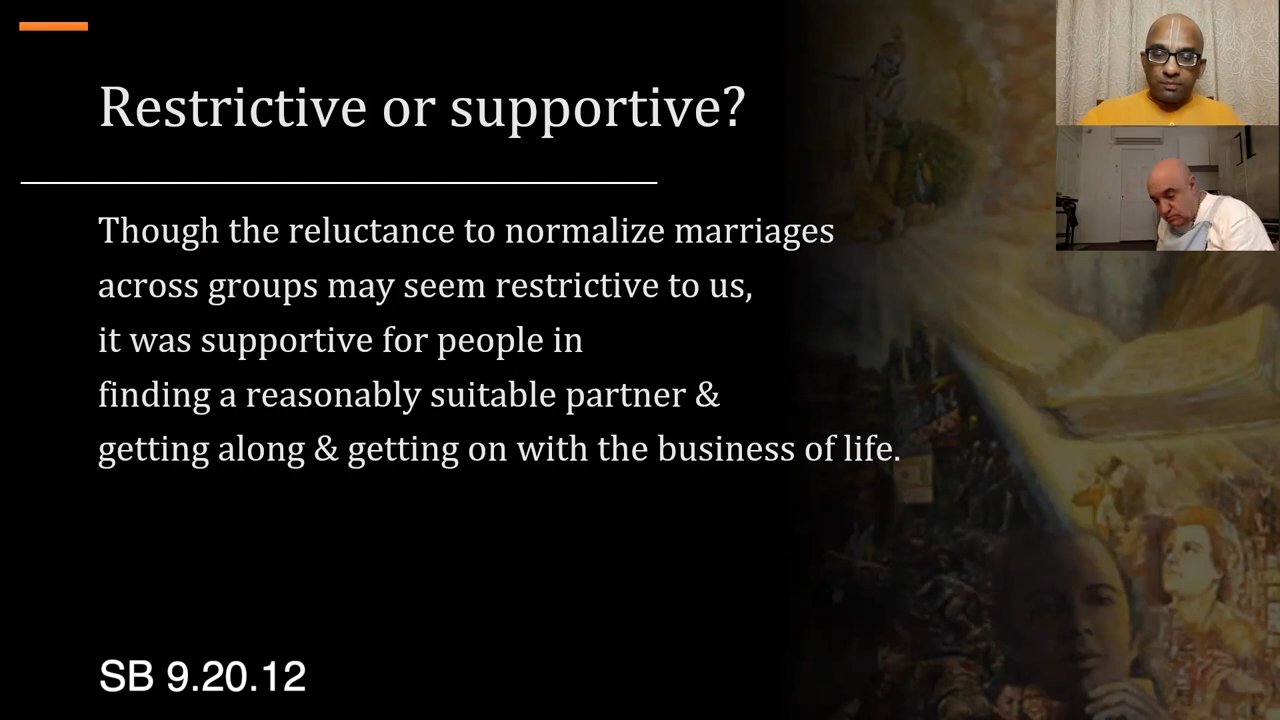 Restrictive or supportive?
Though the reluctance to normalize marriages
across groups may seem restrictive to us,
it was supportive for people in
finding a reasonably suitable partner &
getting along & getting on with the business of life.
SB 9.20.12